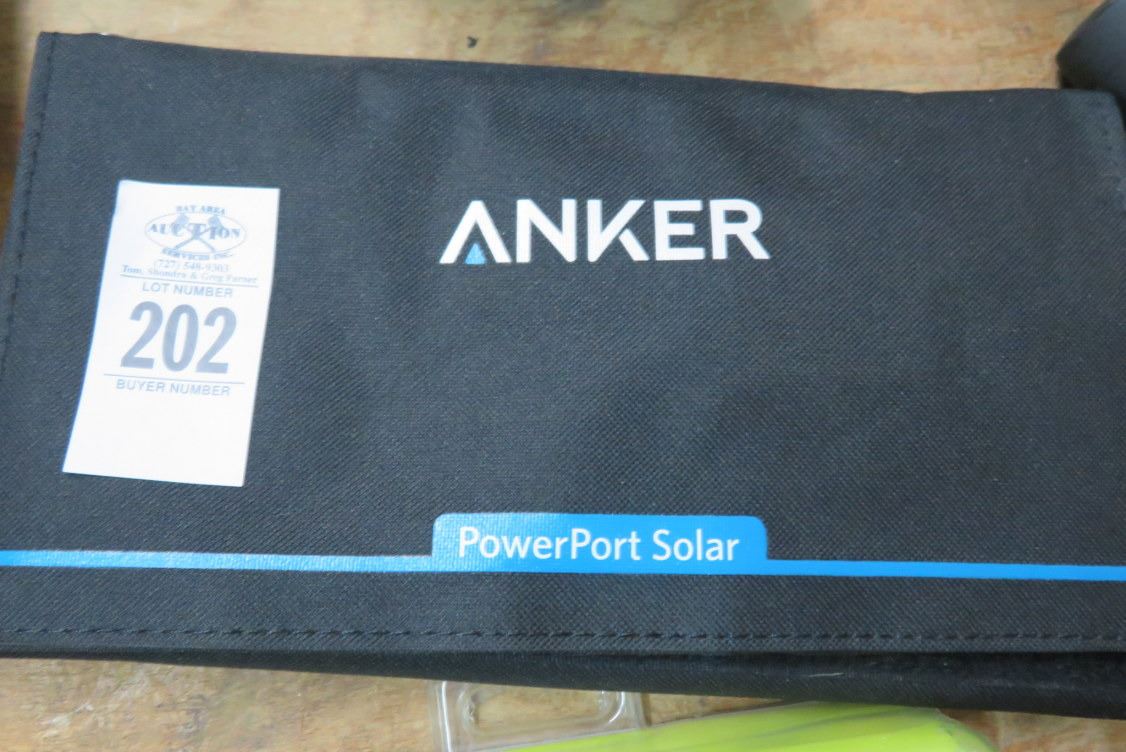 BAY AREA
AUCTION
SERVICES INC.
(727) 548-9303
Tom, Shondra & Greg Farner
LOT NUMBER
202
BUYER NUMBER
ANKER
PowerPort Solar